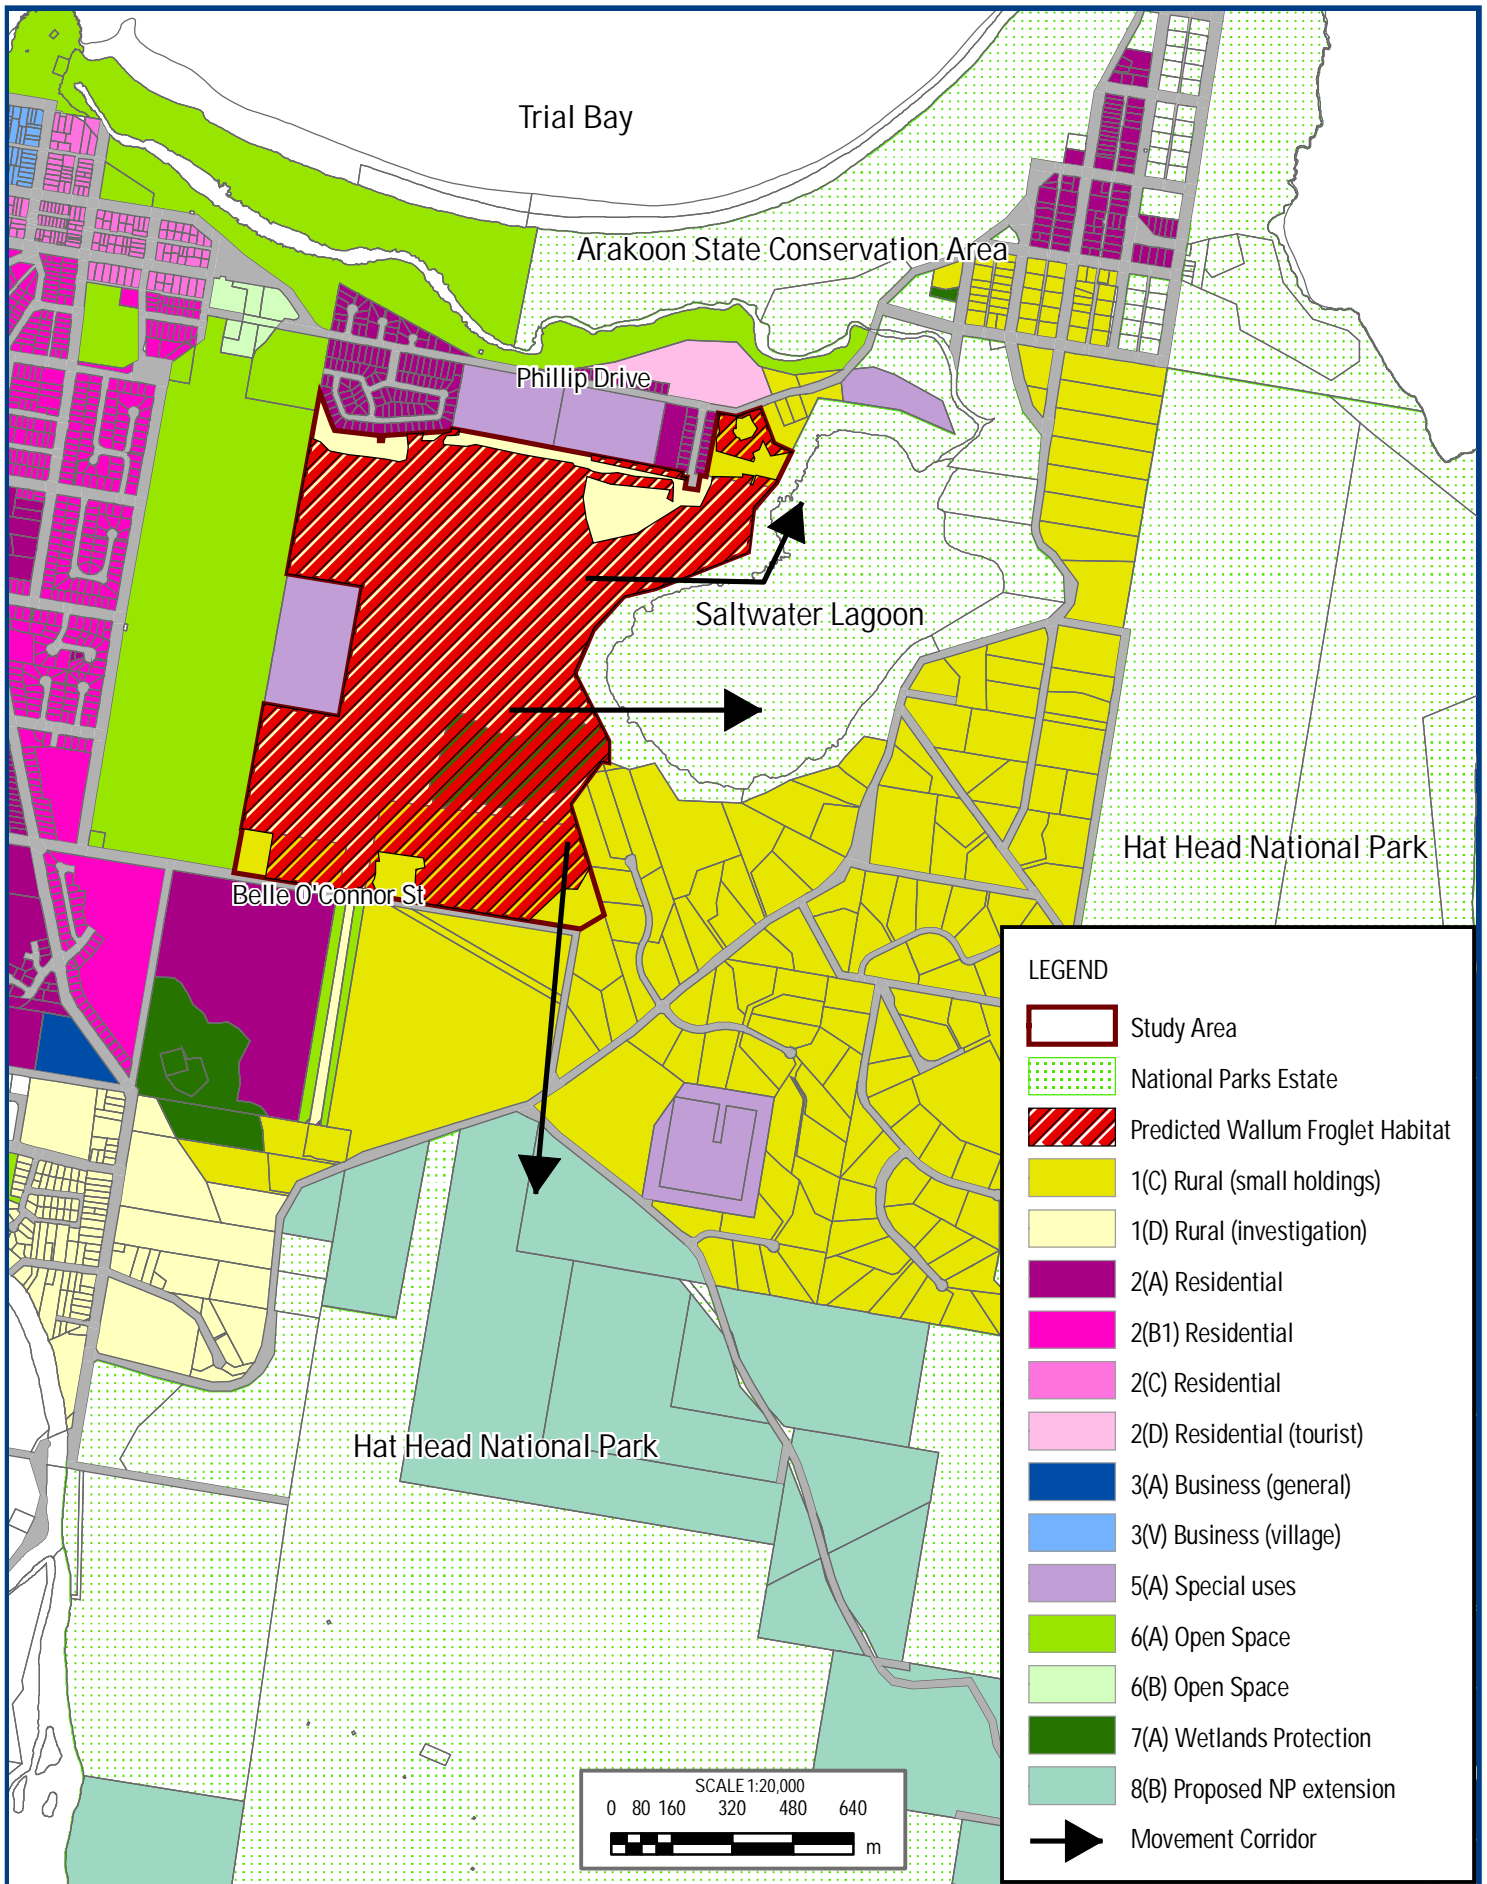 Trial Bay
Arakoon State Conservation Area
Phillip Drive
Saltwater Lagoon
Hat Head National Park
Belle O'Connor St
Hat Head National Park
LEGEND
Study Area
National Parks Estate
Predicted Wallum Froglet Habitat
1(C) Rural (small holdings)
1(D) Rural (investigation)
2(A) Residential
2(B1) Residential
2(C) Residential
2(D) Residential (tourist)
3(A) Business (general)
3(V) Business (village)
5(A) Special uses
6(A) Open Space
6(B) Open Space
7(A) Wetlands Protection
8(B) Proposed NP extension
Movement Corridor
SCALE 1:20,000
0 80 160 320 480 640
m